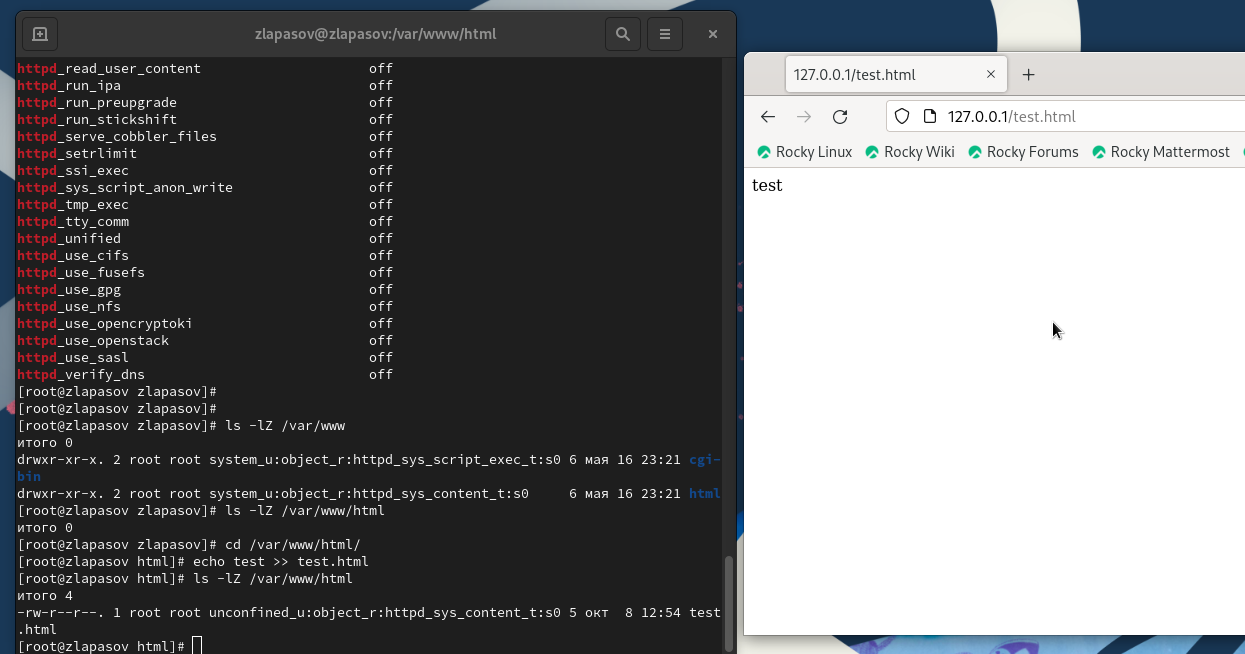 zlapasov@zlapasov:/var/www/html
httpd_read_user_content off
httpd_run_ipa off
httpd_run_preupgrade off
httpd_run_stickshift off
httpd_serve_cobbler_files off
httpd_setrlimit off
httpd_ssi_exec off
httpd_sys_script_anon_write off
httpd_tmp_exec off
httpd_tty_comm off
httpd_unified off
httpd_use_cifs off
httpd_use_fusefs off
httpd_use_gpg off
httpd_use_nfs off
httpd_use_opencryptoki off
httpd_use_openstack off
httpd_use_sasl off
httpd_verify_dns off
[root@zlapasov zlapasov]#
[root@zlapasov zlapasov]#
[root@zlapasov zlapasov]# ls -lZ /var/www
итого 0
drwxr-xr-x. 2 root root system_u:object_r:httpd_sys_script_exec_t:s0 6 мая 16 23:21 cgi-
bin
drwxr-xr-x. 2 root root system_u:object_r:httpd_sys_content_t:s0 6 мая 16 23:21 html
[root@zlapasov zlapasov]# ls -lZ /var/www/html
итого 0
[root@zlapasov zlapasov]# cd /var/www/html/
[root@zlapasov html]# echo test >> test.html
[root@zlapasov html]# ls -lZ /var/www/html
итого 4
-rw-r--r--. 1 root root unconfined_u:object_r:httpd_sys_content_t:s0 5 окт 8 12:54 test
.html
[root@zlapasov html]#
127.0.0.1/test.html
127.0.0.1/test.html
Rocky Linux Rocky Wiki Rocky Forums Rocky Mattermost
test